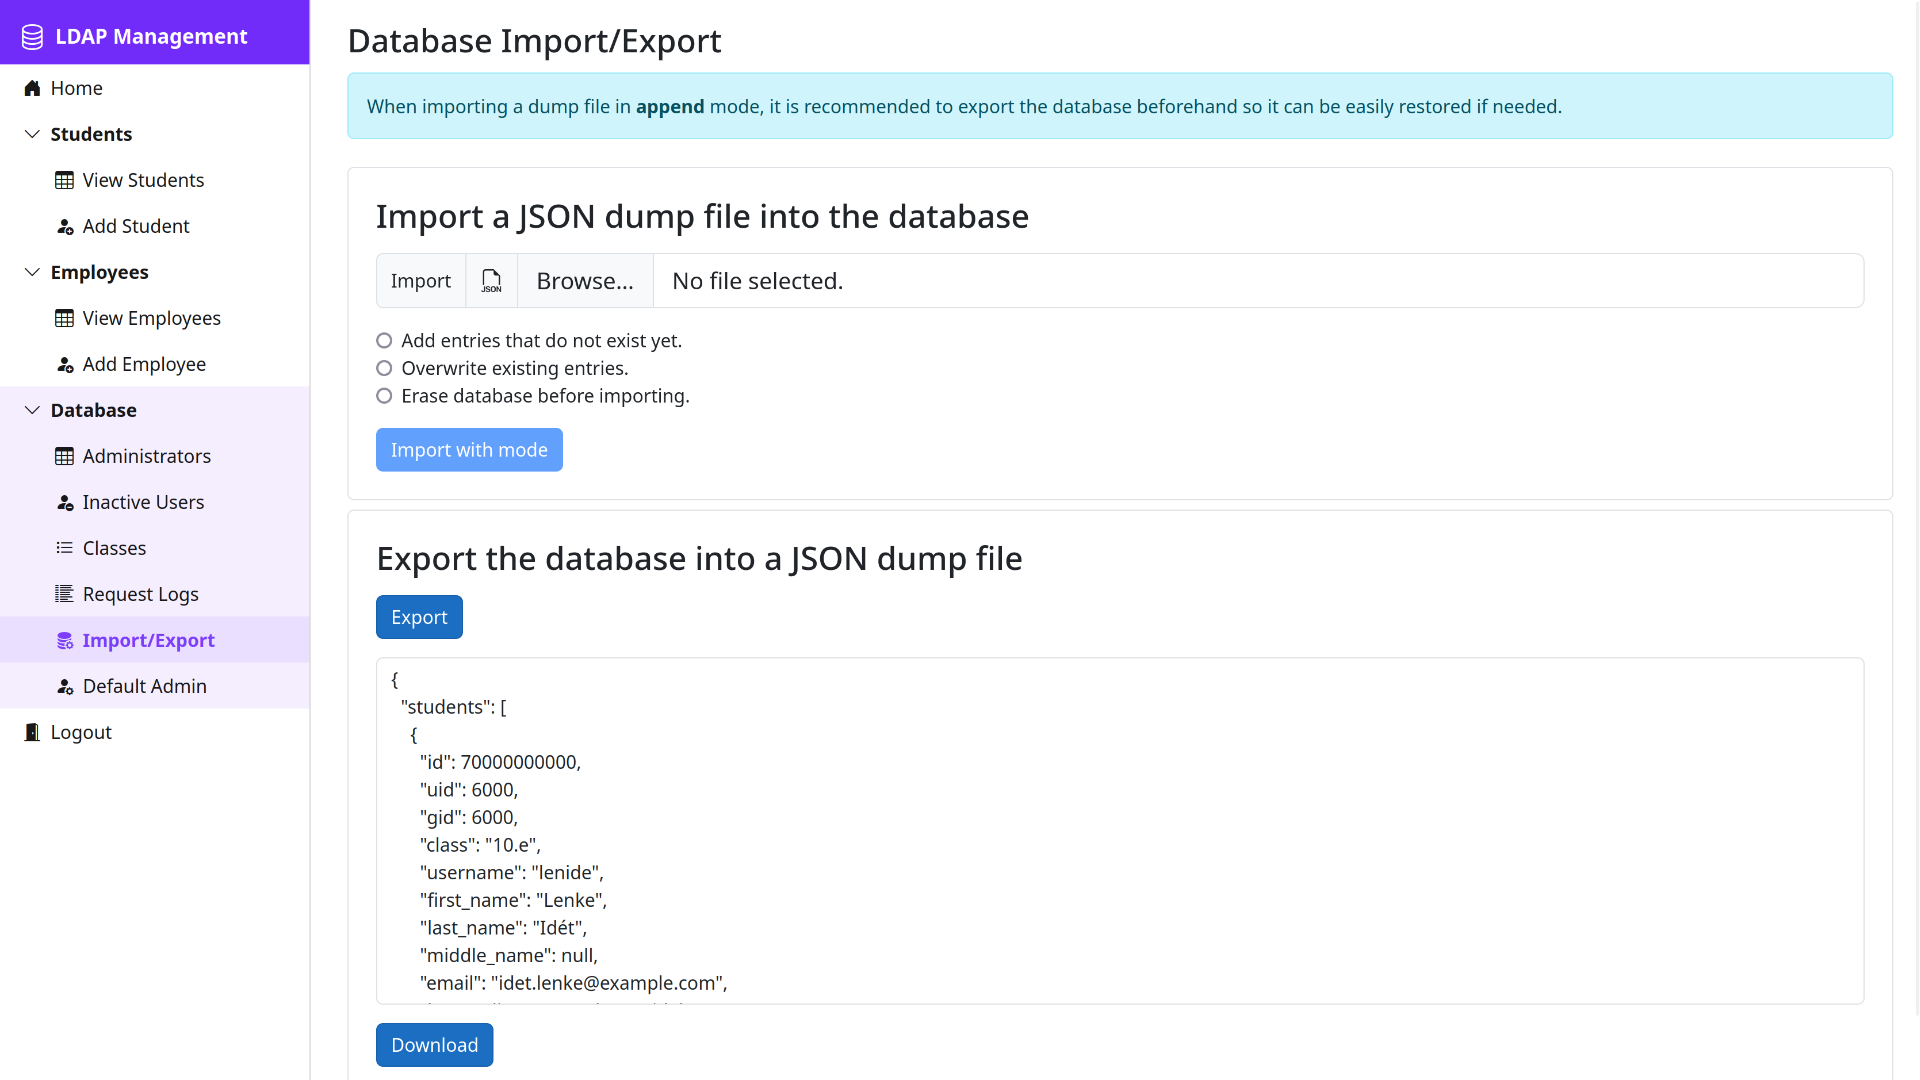 LDAP Management
Home
Students
View Students
Add Student
Employees
View Employees
Add Employee
Database
Administrators
Inactive Users
Classes
Request Logs
Import/Export
Default Admin
Logout
Database Import/Export
When importing a dump file in append mode, it is recommended to export the database beforehand so it can be easily restored if needed.
Import a JSON dump file into the database
Import JSON Browse... No file selected.
Add entries that do not exist yet.
Overwrite existing entries.
Erase database before importing.
Import with mode
Export the database into a JSON dump file
Export
{
"students": [
{
"id": 70000000000,
"uid": 6000,
"gid": 6000,
"class": "10.e",
"username": "lenide",
"first_name": "Lenke",
"last_name": "Idét",
"middle_name": null,
"email": "idet.lenke@example.com",
Download